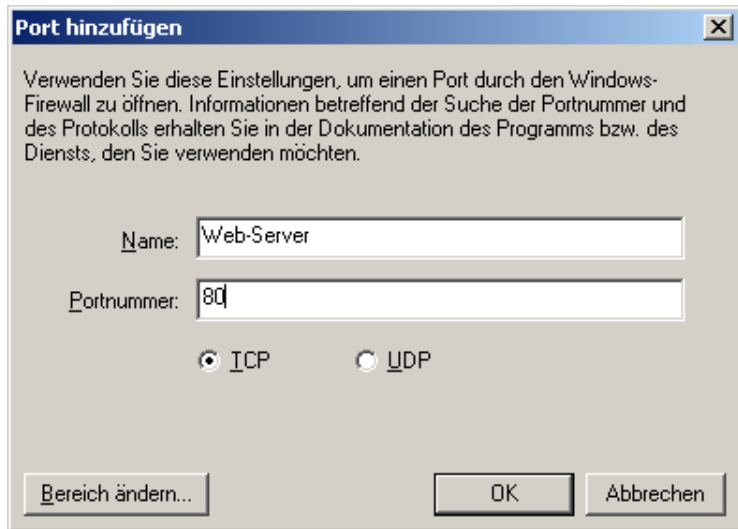 Port hinzufügen
Verwenden Sie diese Einstellungen, um einen Port durch den Windows-
Firewall zu öffnen. Informationen betreffend der Suche der Portnummer und
des Protokolls erhalten Sie in der Dokumentation des Programms bzw. des
Diensts, den Sie verwenden möchten.
Name: Web-Server
Portnummer: 80
TCP UDP
Bereich ändern... OK Abbrechen